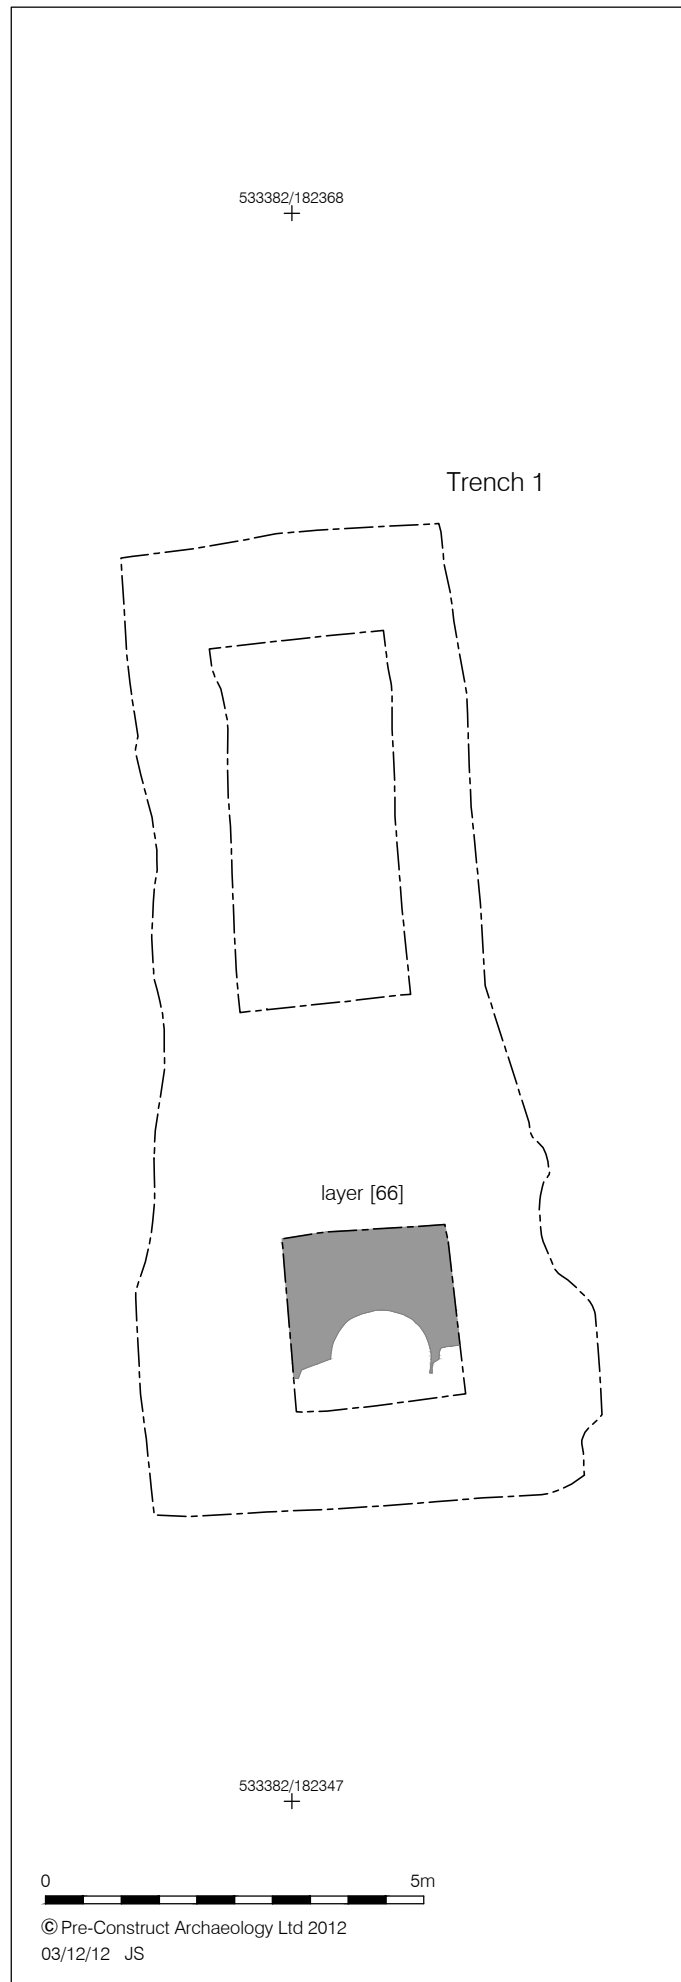 533382/182368
Trench 1
layer [66]
533382/182347
0 5m
© Pre-Construct Archaeology Ltd 2012
03/12/12 JS